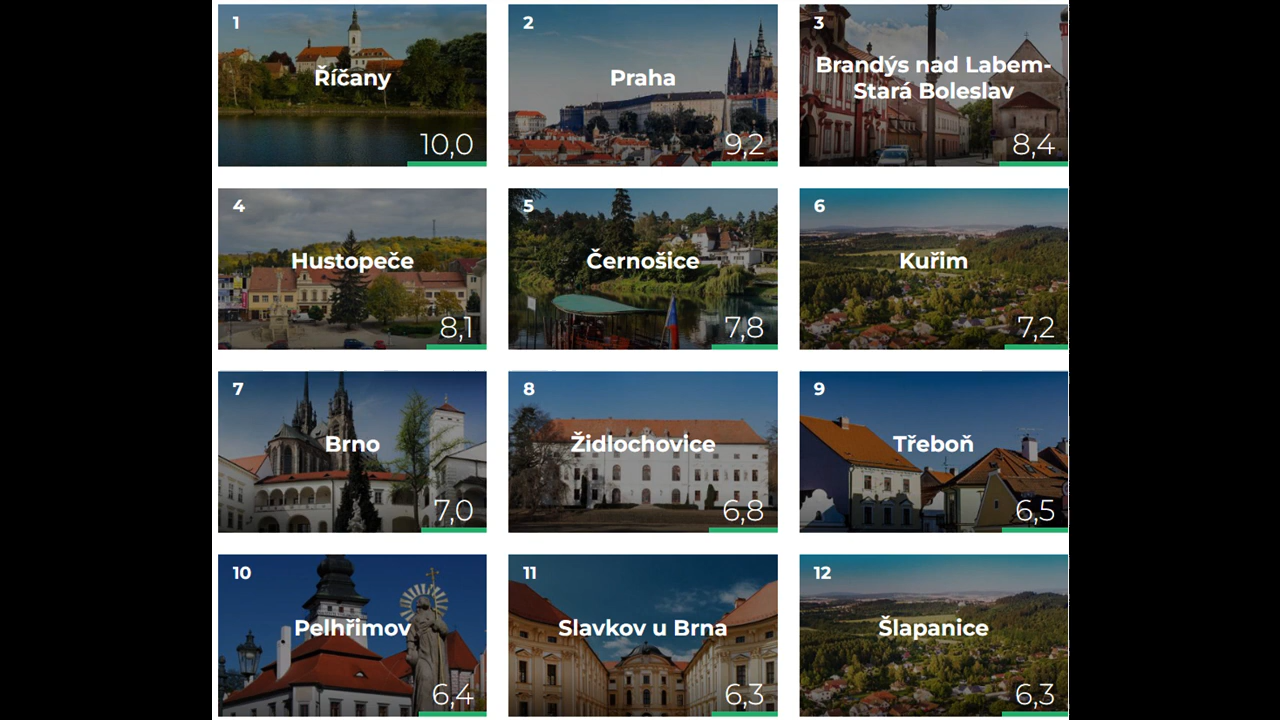 1
Říčany
10,0
2
Praha
9,2
3
Brandýs nad Labem-
Stará Boleslav
8,4
4
Hustopeče
8,1
5
Černošice
7,8
6
Kuřim
7,2
7
Brno
7,0
8
Židlochovice
6,8
9
Třeboň
6,5
10
Pelhřimov
6,4
11
Slavkov u Brna
6,3
12
Šlapanice
6,3